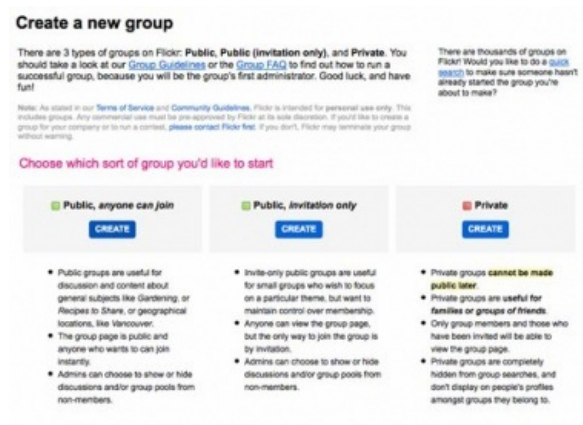 Create a new group
There are 3 types of groups on Flickr: Public, Public (invitation only), and Private. You
should take a look at our Group Guidelines or the Group FAQ to find out how to run a
successful group, because you will be the group's first administrator. Good luck, and have
fun!
There are thousands of groups on
Flickr! Would you like to do a quick
search to make sure someone hasn't
already started the group you're
about to make?
Note: As stated in our Terms of Service and Community Guidelines, Flickr is intended for personal use only. This
includes groups. Any commercial use must be pre-approved by Flickr at its sole discretion. If you'd like to create a
group for your company or to run a contest, please contact Flickr first. If you don't, Flickr may terminate your group
without warning.
Choose which sort of group you'd like to start
Public, anyone can join
CREATE
• Public groups are useful for
discussion and content about
general subjects like Gardening, or
Recipes to Share, or geographical
locations, like Vancouver.
• The group page is public and
anyone who wants to can join
instantly.
• Admins can choose to show or hide
discussions and/or group pools from
non-members.
Public, invitation only
CREATE
• Invite-only public groups are useful
for small groups who wish to focus
on a particular theme, but want to
maintain control over membership.
• Anyone can view the group page,
but the only way to join the group is
by invitation.
• Admins can choose to show or hide
discussions and/or group pools from
non-members.
Private
CREATE
• Private groups cannot be made
public later.
• Private groups are useful for
families or groups of friends.
• Only group members and those who
have been invited will be able to
view the group page.
• Private groups are completely
hidden from group searches, and
don't display on people's profiles
amongst groups they belong to.